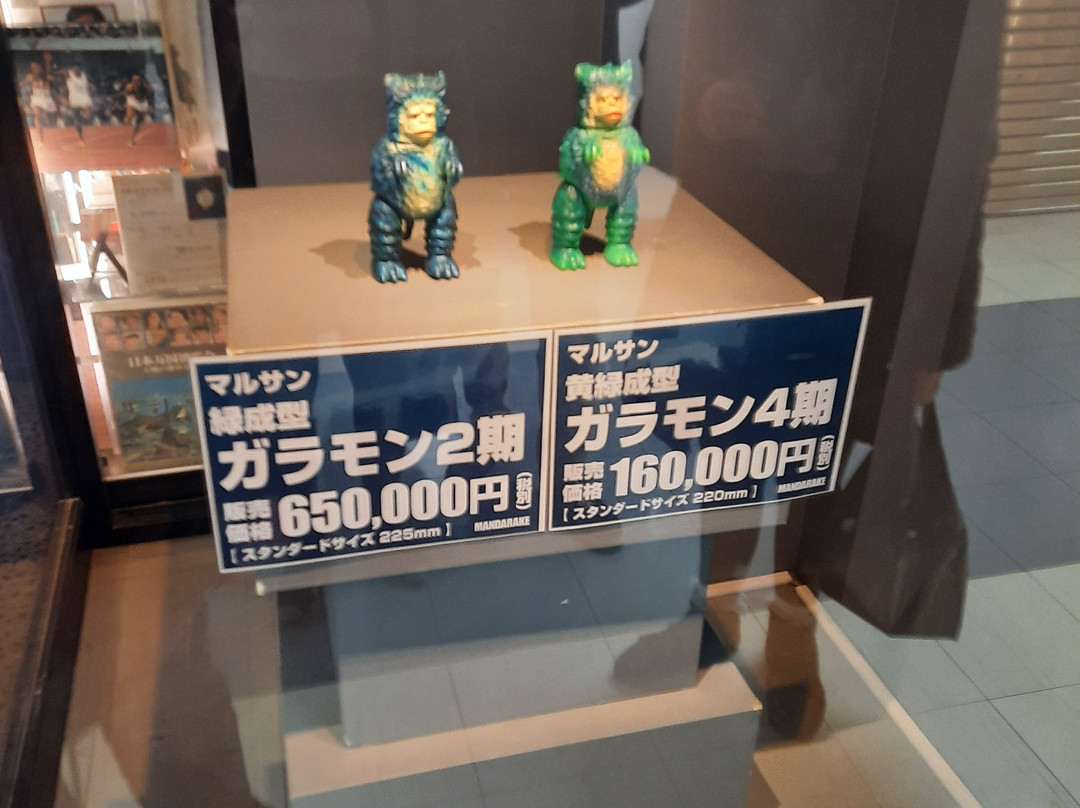 マルサン
緑成型
ガラモン2期
販売価格 650,000円(税別)
[スタンダードサイズ 225mm]
MANDARAKE
マルサン
黄緑成型
ガラモン4期
販売価格 160,000円(税別)
[スタンダードサイズ 220mm]
MANDARAKE